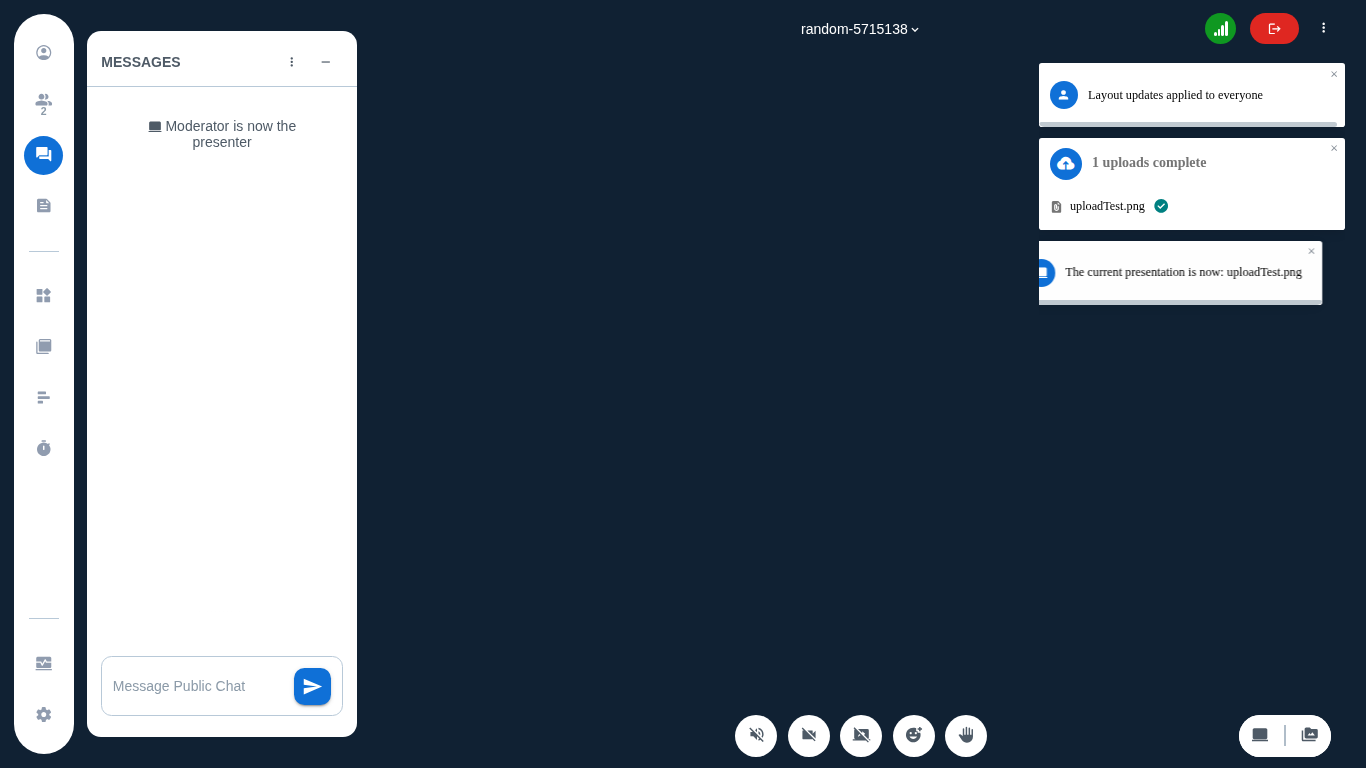 random-5715138
2
MESSAGES
Moderator is now the
presenter
Message Public Chat
Layout updates applied to everyone
1 uploads complete
uploadTest.png
The current presentation is now: uploadTest.png